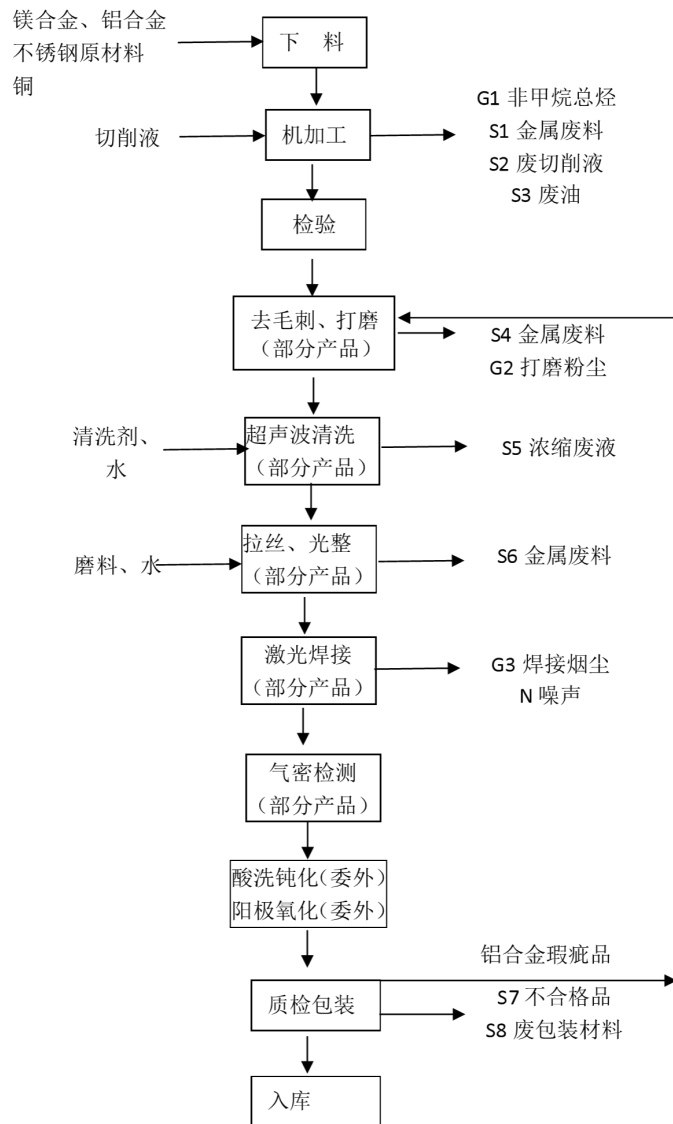 镁合金、铝合金
不锈钢原材料
铜
下 料
切削液
机加工
G1 非甲烷总烃
S1 金属废料
S2 废切削液
S3 废油
检验
去毛刺、打磨
（部分产品）
S4 金属废料
G2 打磨粉尘
清洗剂、
水
超声波清洗
（部分产品）
S5 浓缩废液
磨料、水
拉丝、光整
（部分产品）
S6 金属废料
激光焊接
（部分产品）
G3 焊接烟尘
N 噪声
气密检测
（部分产品）
酸洗钝化（委外）
阳极氧化（委外）
质检包装
铝合金瑕疵品
S7 不合格品
S8 废包装材料
入库